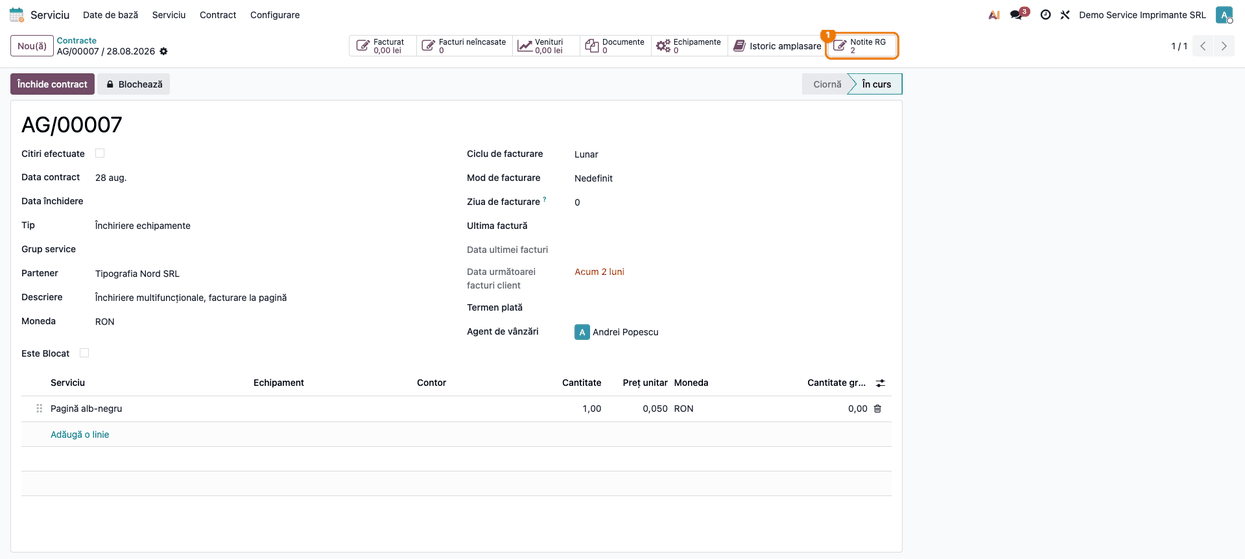 Serviciu Date de bază Serviciu Contract Configurare AI 3 Demo Service Imprimante SRL A
Nou(ă) Contracte
AG/00007 / 28.08.2026
Facturat 0,00 lei
Facturi neîncasate 0
Venituri 0,00 lei
Documente 0
Echipamente 0
Istoric amplasare
1
Notite RG 2
1 / 1
Închide contract Blochează Ciornă În curs
AG/00007
Citiri efectuate
Data contract 28 aug.
Data închidere
Tip Închiriere echipamente
Grup service
Partener Tipografia Nord SRL
Descriere Închiriere multifuncționale, facturare la pagină
Moneda RON
Este Blocat
Ciclu de facturare Lunar
Mod de facturare Nedefinit
Ziua de facturare ? 0
Ultima factură
Data ultimei facturi
Data următoarei facturi client Acum 2 luni
Termen plată
Agent de vânzări A Andrei Popescu
Serviciu Echipament Contor Cantitate Preț unitar Moneda Cantitate gr...
Pagină alb-negru 1,00 0,050 RON 0,00
Adăugă o linie